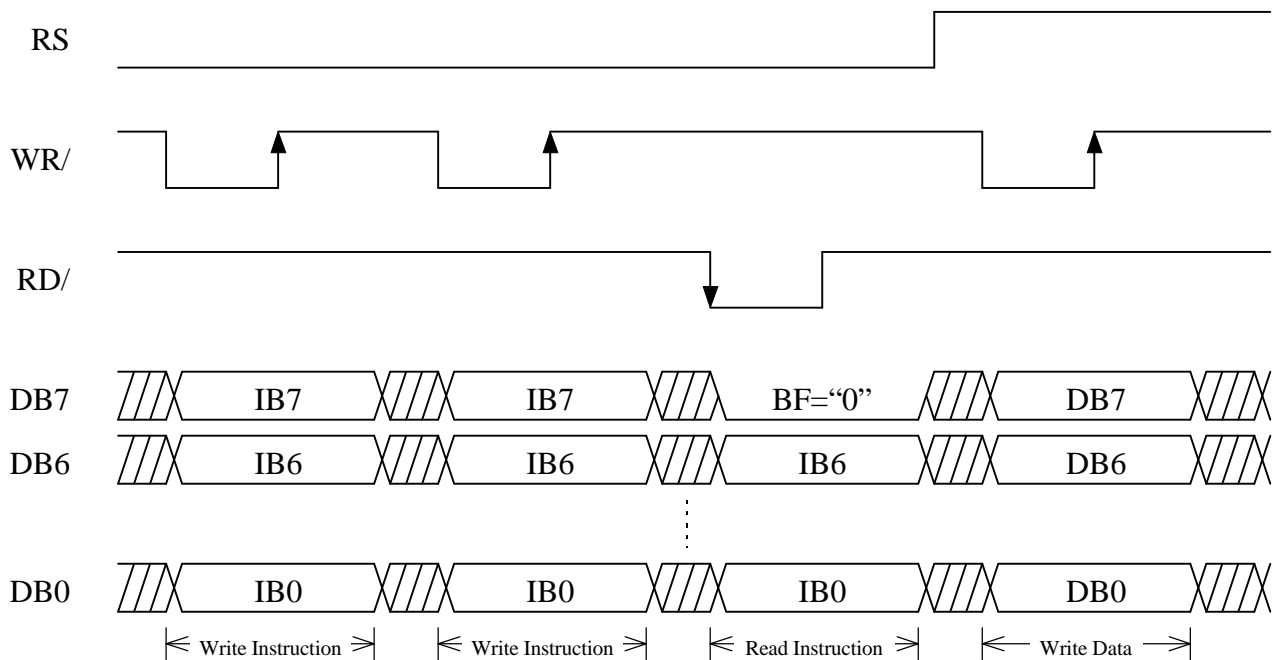 RS
WR/
RD/
DB7 IB7 IB7 BF=“0” DB7
DB6 IB6 IB6 IB6 DB6
DB0 IB0 IB0 IB0 DB0
Write Instruction Write Instruction Read Instruction Write Data